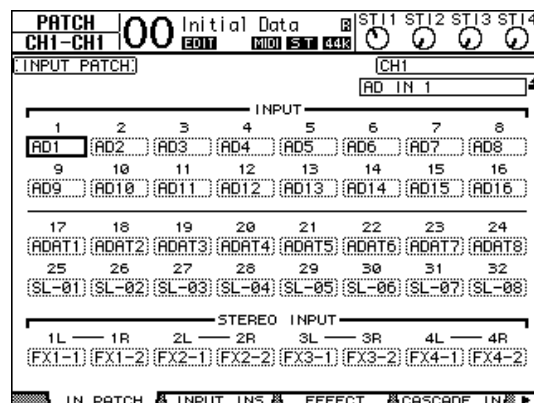 PATCH 00 Initial Data R ST11 ST12 ST13 ST14
CH1-CH1 EDIT MIDI ST 44k
INPUT PATCH CH1
AD IN 1
INPUT
1 2 3 4 5 6 7 8
AD1 AD2 AD3 AD4 AD5 AD6 AD7 AD8
9 10 11 12 13 14 15 16
AD9 AD10 AD11 AD12 AD13 AD14 AD15 AD16
17 18 19 20 21 22 23 24
ADAT1 ADAT2 ADAT3 ADAT4 ADAT5 ADAT6 ADAT7 ADAT8
25 26 27 28 29 30 31 32
SL-01 SL-02 SL-03 SL-04 SL-05 SL-06 SL-07 SL-08
STEREO INPUT
1L 1R 2L 2R 3L 3R 4L 4R
FX1-1 FX1-2 FX2-1 FX2-2 FX3-1 FX3-2 FX4-1 FX4-2
IN PATCH INPUT INS EFFECT CASCADE IN